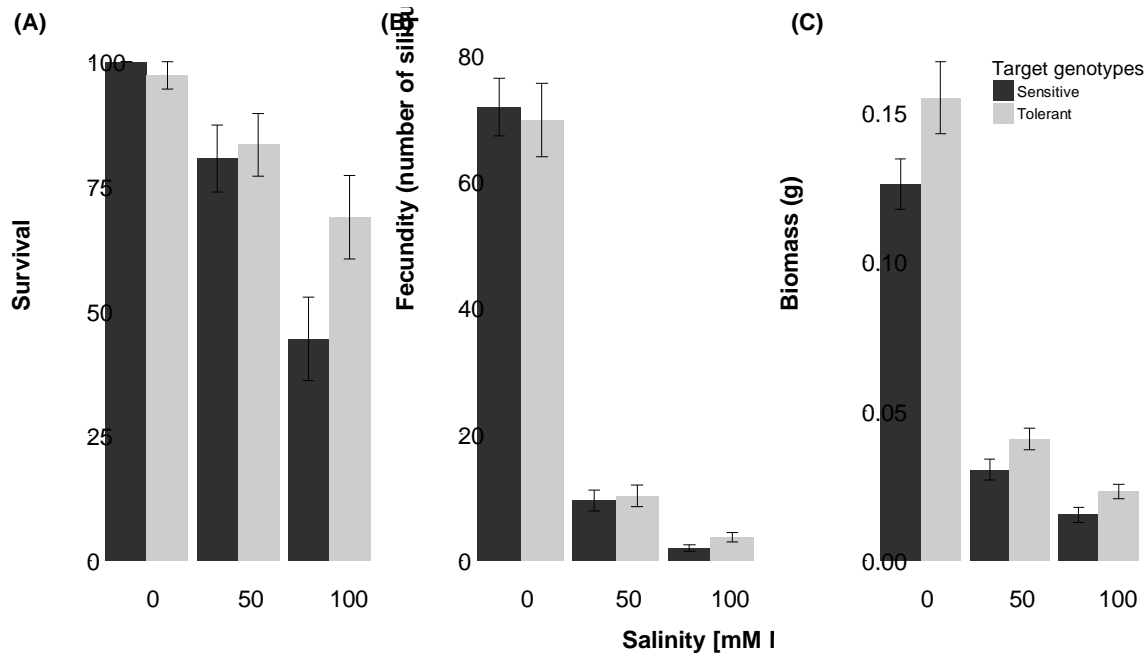 (A)
Survival
100
75
50
25
0
0 50 100
(B)
Fecundity (number of
80
60
40
20
0
0 50 100
Salinity [mM
(C)
Biomass (g)
0.15
0.10
0.05
0.00
0 50 100
Target genotypes
Sensitive
Tolerant